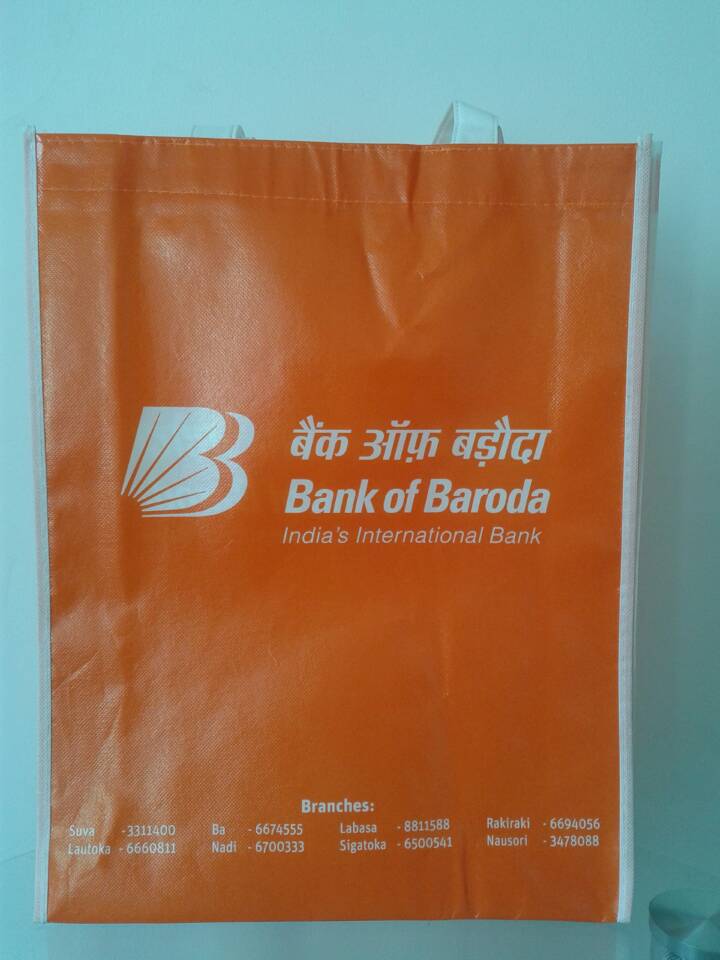 बैंक ऑफ़ बड़ौदा
Bank of Baroda
India's International Bank
Branches:
Suva - 3311400 Ba - 6674555 Labasa - 8811588 Rakiraki - 6694056
Lautoka - 6660811 Nadi - 6700333 Sigatoka - 6500541 Nausori - 3478088